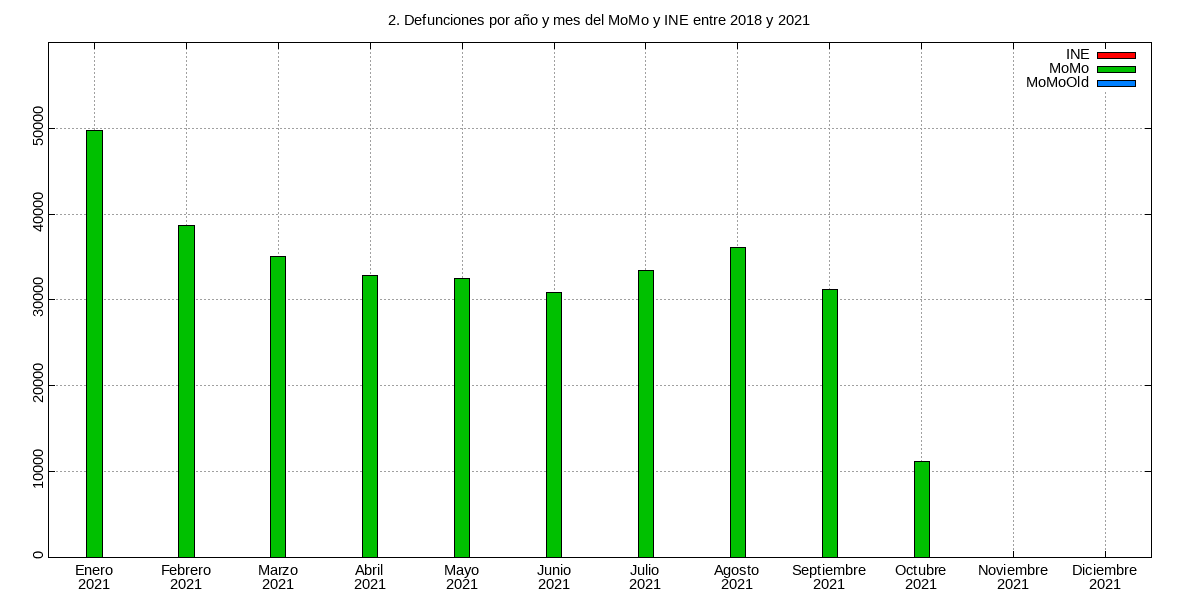 2. Defunciones por año y mes del MoMo y INE entre 2018 y 2021
INE
MoMo
MoMoOld
50000
40000
30000
20000
10000
0
Enero Febrero Marzo Abril Mayo Junio Julio Agosto Septiembre Octubre Noviembre Diciembre
2021 2021 2021 2021 2021 2021 2021 2021 2021 2021 2021 2021